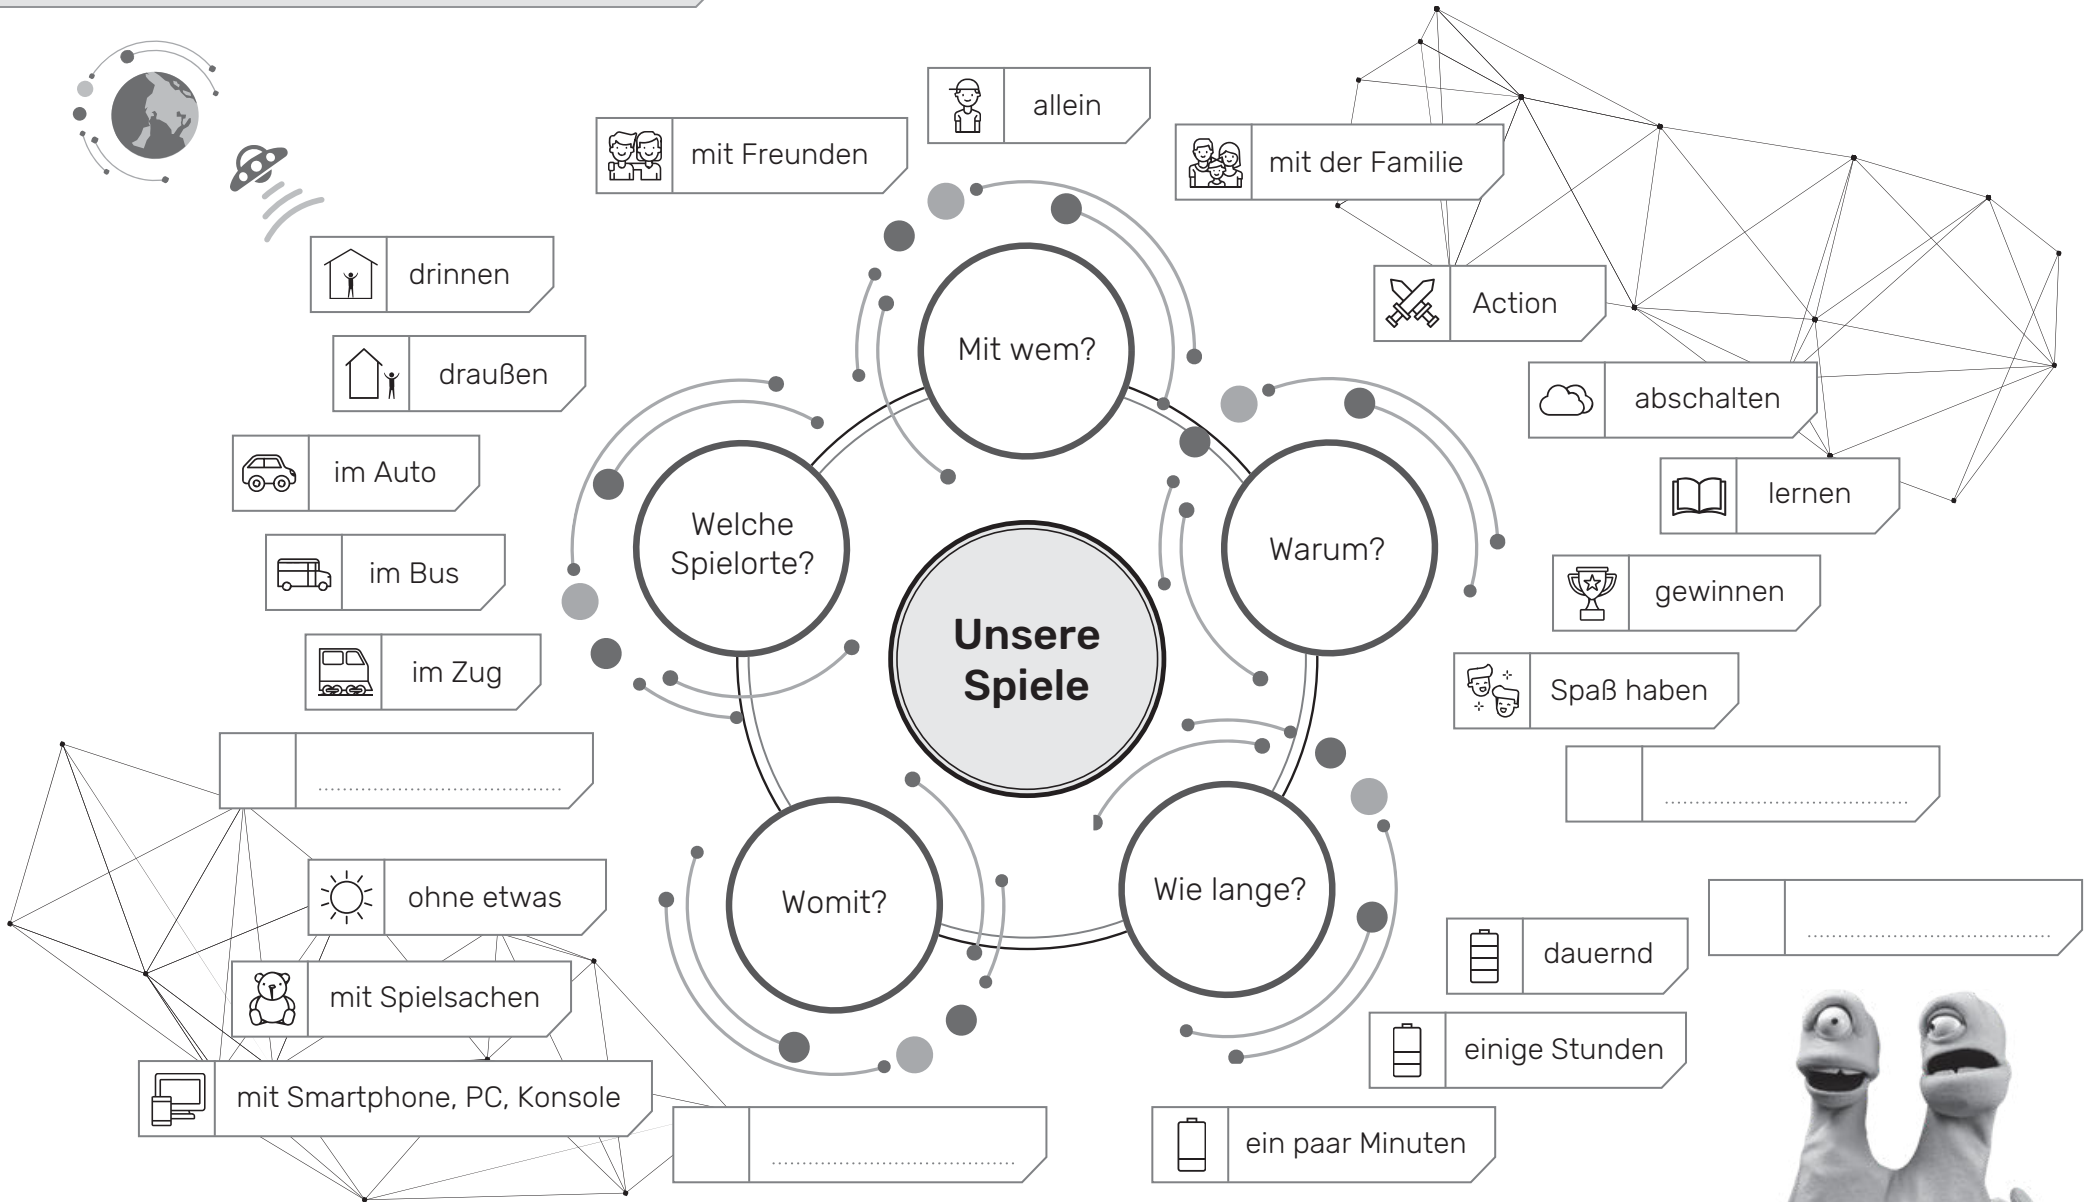 allein
mit Freunden
mit der Familie
drinnen
draußen
im Auto
im Bus
im Zug
Action
abschalten
lernen
gewinnen
Spaß haben
Mit wem?
Welche
Spielorte?
Warum?
Unsere
Spiele
Womit?
Wie lange?
ohne etwas
mit Spielsachen
mit Smartphone, PC, Konsole
dauernd
einige Stunden
ein paar Minuten